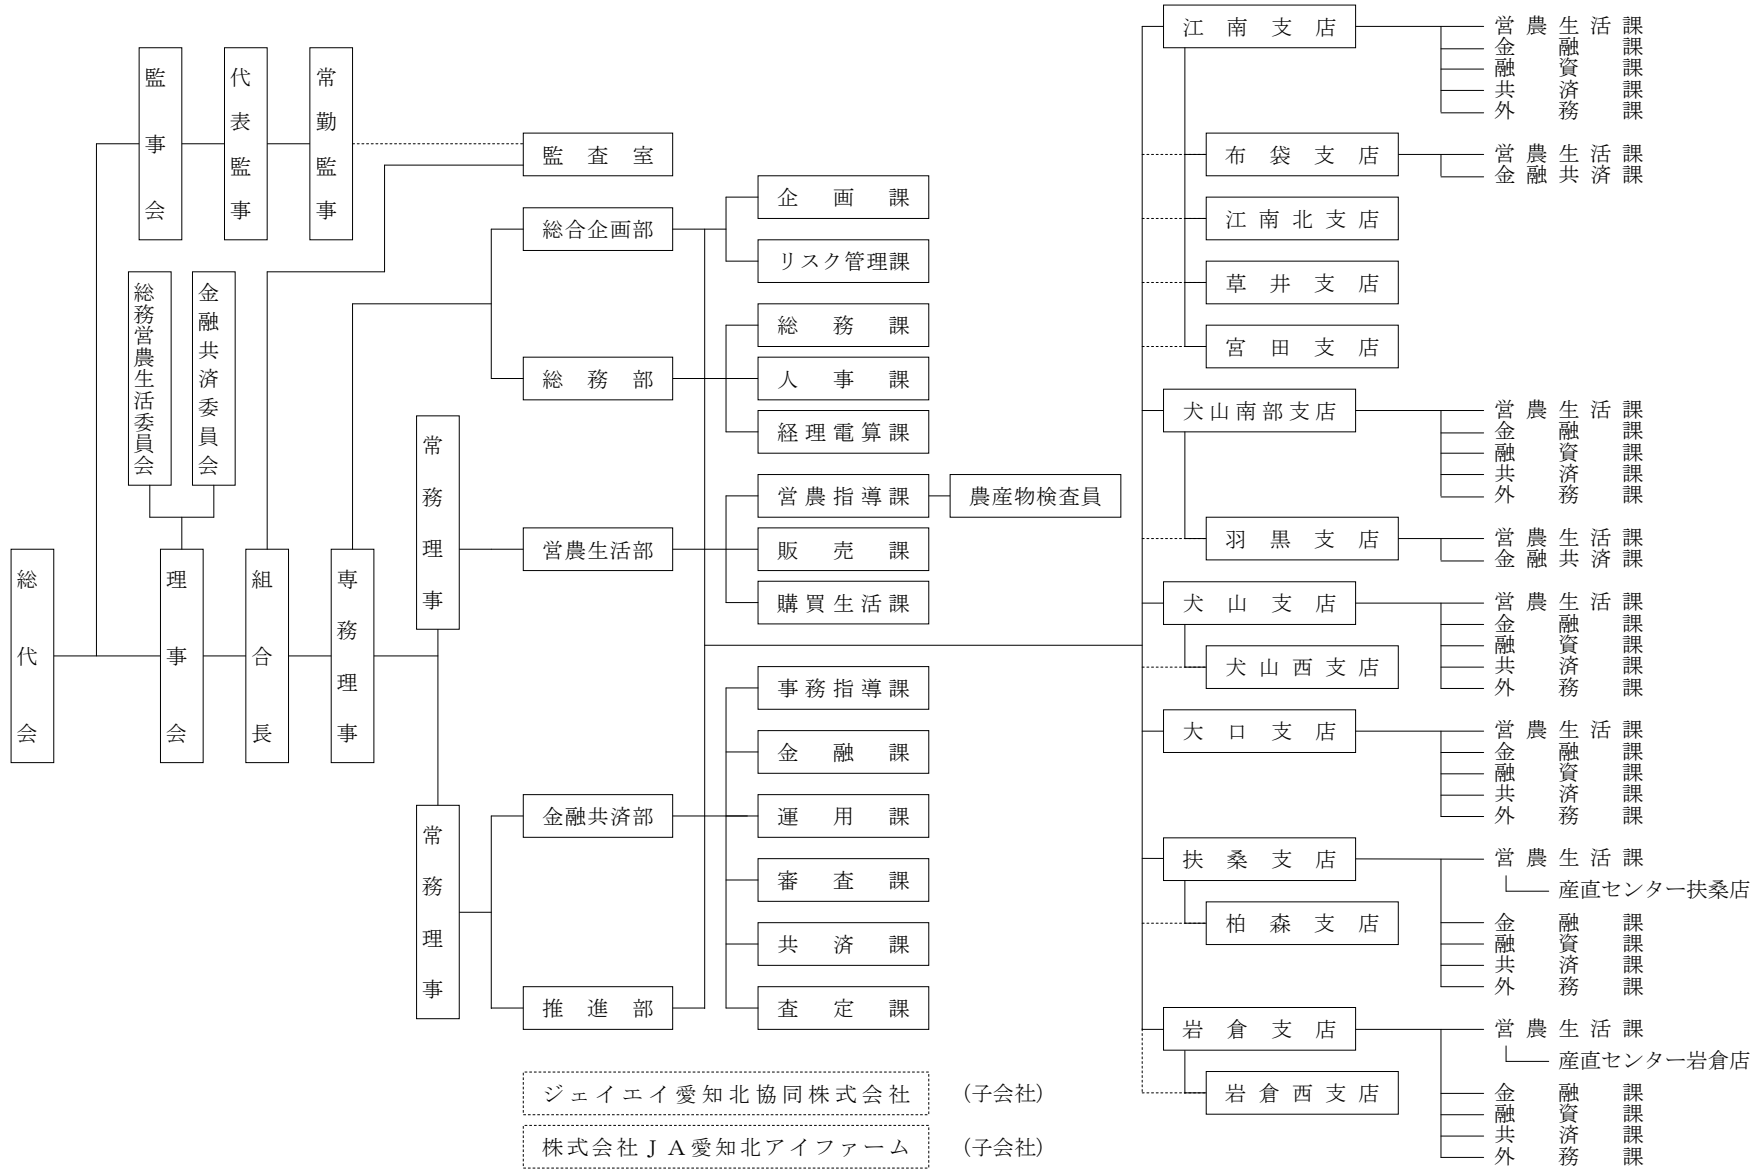 総代会
監事会
代表監事
常勤監事
総務営農生活委員会
金融共済委員会
理事会
組合長
専務理事
常務理事
常務理事
監査室
総合企画部
総務部
営農生活部
金融共済部
推進部
企画課
リスク管理課
総務課
人事課
経理電算課
営農指導課
農産物検査員
販売課
購買生活課
事務指導課
金融課
運用課
審査課
共済課
査定課
ジェイエイ愛知北協同株式会社 (子会社)
株式会社JA愛知北アイファーム (子会社)
江南支店
営農生活課
金融課
融資課
共済課
外務課
布袋支店
営農生活課
金融共済課
江南北支店
草井支店
宮田支店
犬山南部支店
営農生活課
金融課
融資課
共済課
外務課
羽黒支店
営農生活課
金融共済課
犬山支店
営農生活課
金融課
融資課
共済課
外務課
犬山西支店
大口支店
営農生活課
金融課
融資課
共済課
外務課
扶桑支店
営農生活課
産直センター扶桑店
柏森支店
金融課
融資課
共済課
外務課
岩倉支店
営農生活課
産直センター岩倉店
岩倉西支店
金融課
融資課
共済課
外務課